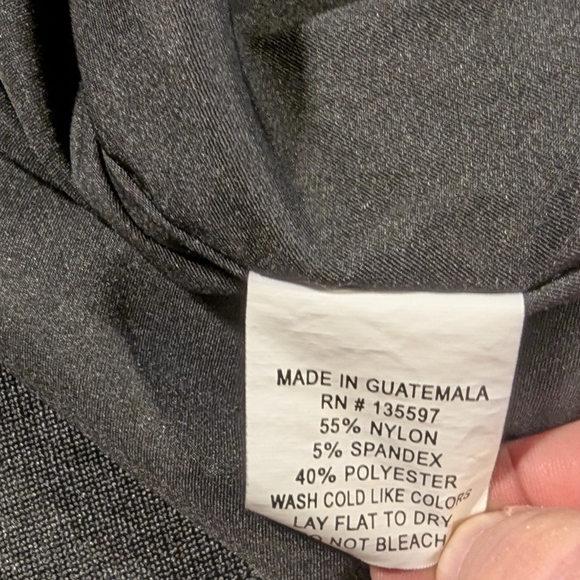 MADE IN GUATEMALA
RN # 135597
55% NYLON
5% SPANDEX
40% POLYESTER
WASH COLD LIKE COLORS
LAY FLAT TO DRY
NOT BLEACH